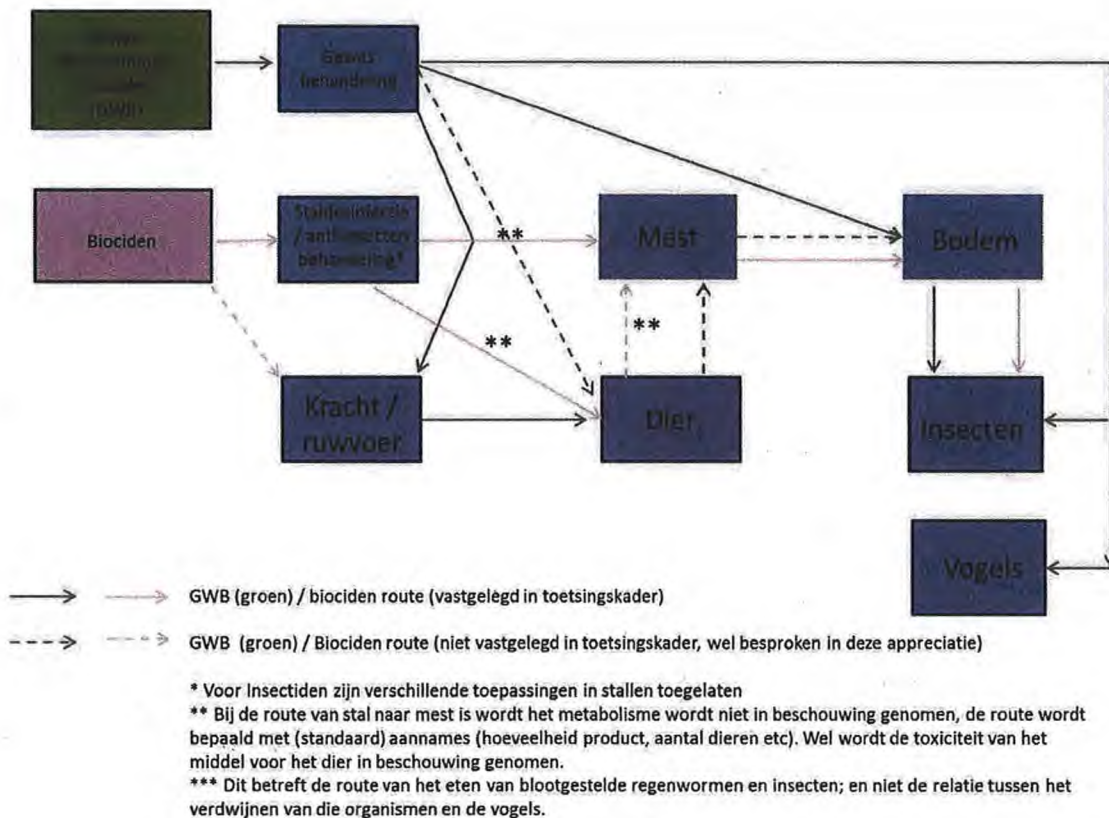 Gewas
behandeling
Biociden
Staldesinfectie
/ anti insecten
behandeling*
**
Mest
Bodem
**
**
Kracht /
ruwvoer
Dier
Insecten
Vogels
GWB (groen) / biociden route (vastgelegd in toetsingskader)
GWB (groen) / Biociden route (niet vastgelegd in toetsingskader, wel besproken in deze appreciatie)
* Voor Insectiden zijn verschillende toepassingen in stallen toegelaten
** Bij de route van stal naar mest is wordt het metabolisme wordt niet in beschouwing genomen, de route wordt
bepaald met (standaard) aannames (hoeveelheid product, aantal dieren etc). Wel wordt de toxiciteit van het
middel voor het dier in beschouwing genomen.
*** Dit betreft de route van het eten van blootgestelde regenwormen en insecten; en niet de relatie tussen het
verdwijnen van die organismen en de vogels.